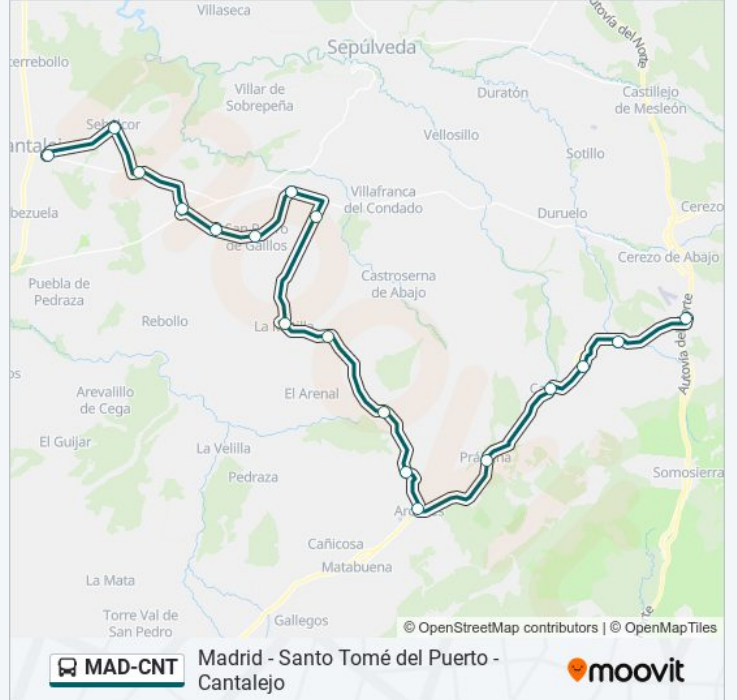 Villaseca
Autovía del Norte
Sepúlveda
Villar de
Sobrepeña
Duratón
Castillejo
de Mesleón
Vellosillo
Sotillo
Villafranca
del Condado
Duruelo
Cerezo
Cerezo de Abajo
Puebla de
Pedraza
Castroserna
de Abajo
Rebollo
Autovía del Norte
El Arenal
Arevalillo
de Cega
El Guijar
La Velilla
Pedraza
Somosierra
Cañicosa
Matabuena
La Mata
Torre Val de
San Pedro
Gallegos
© OpenStreetMap contributors | © OpenMapTiles
MAD-CNT
Madrid - Santo Tomé del Puerto -
Cantalejo
moovit